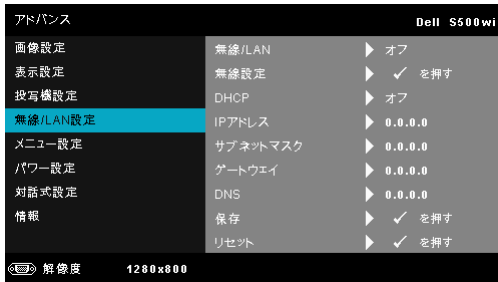 アドバンス Dell S500wi
画像設定 無線/LAN オフ
表示設定 無線設定 ✓ を押す
投写機設定 DHCP オフ
無線/LAN設定 IPアドレス 0.0.0.0
メニュー設定 サブネットマスク 0.0.0.0
パワー設定 ゲートウエイ 0.0.0.0
対話式設定 DNS 0.0.0.0
情報 保存 ✓ を押す
リセット ✓ を押す
解像度 1280x800